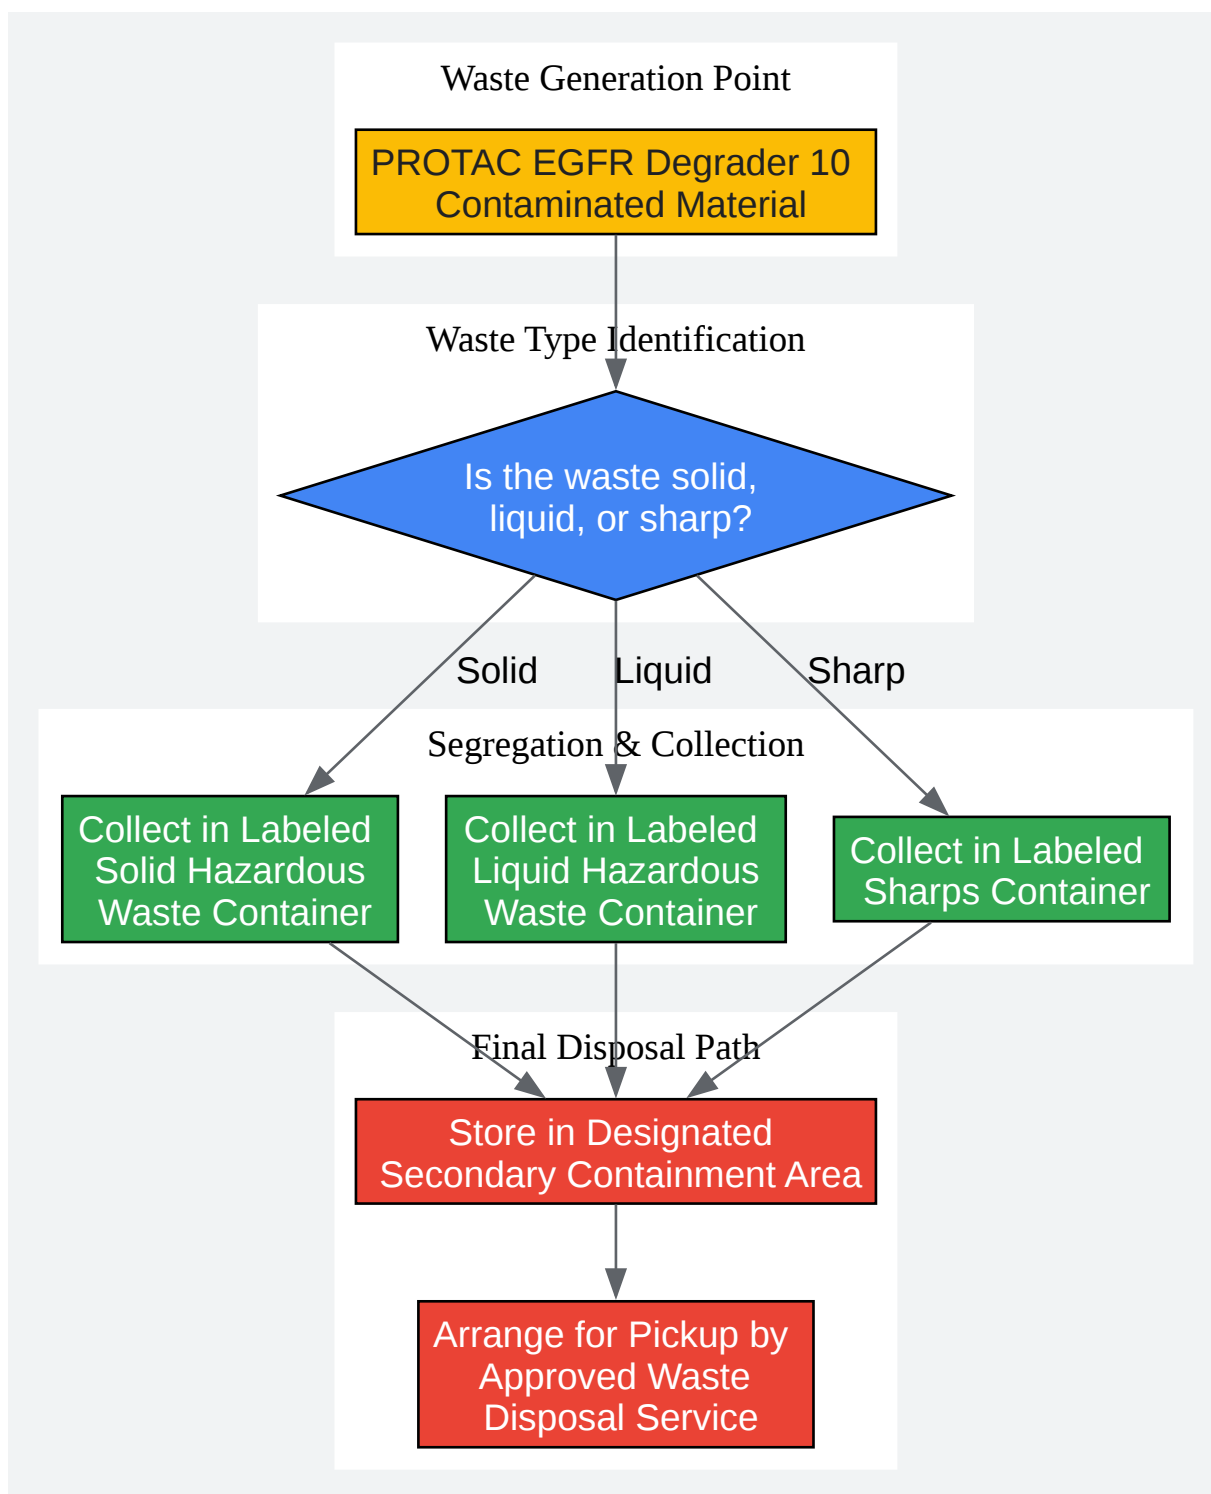 Waste Generation Point
PROTAC EGFR Degrader 10
Contaminated Material
Waste Type Identification
Is the waste solid,
liquid, or sharp?
Solid
Liquid
Sharp
Segregation & Collection
Collect in Labeled
Solid Hazardous
Waste Container
Collect in Labeled
Liquid Hazardous
Waste Container
Collect in Labeled
Sharps Container
Final Disposal Path
Store in Designated
Secondary Containment Area
Arrange for Pickup by
Approved Waste
Disposal Service